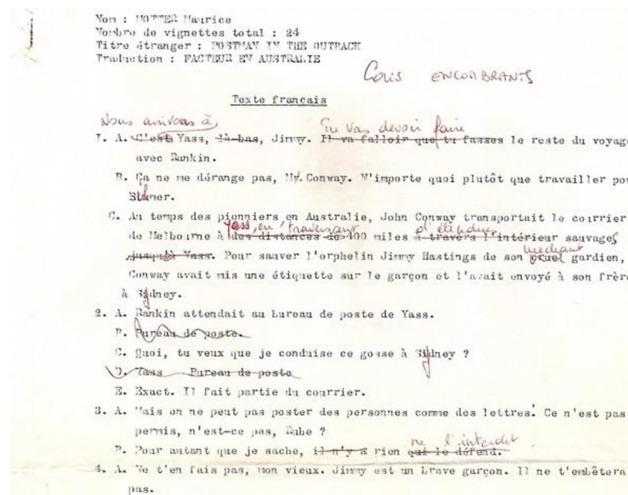 Nom : MOTTER Maurice
Nombre de vignettes total : 24
Titre étranger : POSTMAN IN THE OUTBACK
Traduction : FACTEUR EN AUSTRALIE
Colis ENCOMBRANTS
Texte français
Nous arrivons à, Tu vas devoir faire
1. A. C'est Yass, là-bas, Jimmy. Il va falloir que tu fasses le reste du voyage
avec Rankin.
B. Ça ne me dérange pas, Mr. Conway. N'importe quoi plutôt que travailler
C. Au temps des pionniers en Australie, John Conway transportait le courrier
Yass, en traversant d'étendues
de Melbourne à des distances de 400 miles à travers l'intérieur sauvages
méchant
jusqu'à Yass. Pour sauver l'orphelin Jimmy Hastings de son cruel gardien,
Conway avait mis une étiquette sur le garçon et l'avait envoyé à son frère
à Sydney.
2. A. Rankin attendait au bureau de poste de Yass.
B. Bureau de poste.
C. Quoi, tu veux que je conduise ce gosse à Sydney ?
D. Yass Bureau de poste
E. Exact. Il fait partie du courrier.
3. A. Mais on ne peut pas poster des personnes comme des lettres. Ce n'est pas
permis, n'est-ce pas, Rube ?
ne l'interdit
B. Pour autant que je sache, il n'y a rien qui le défend.
4. A. Ne t'en fais pas, mon vieux. Jimmy est un brave garçon. Il ne t'embêtera
pas.